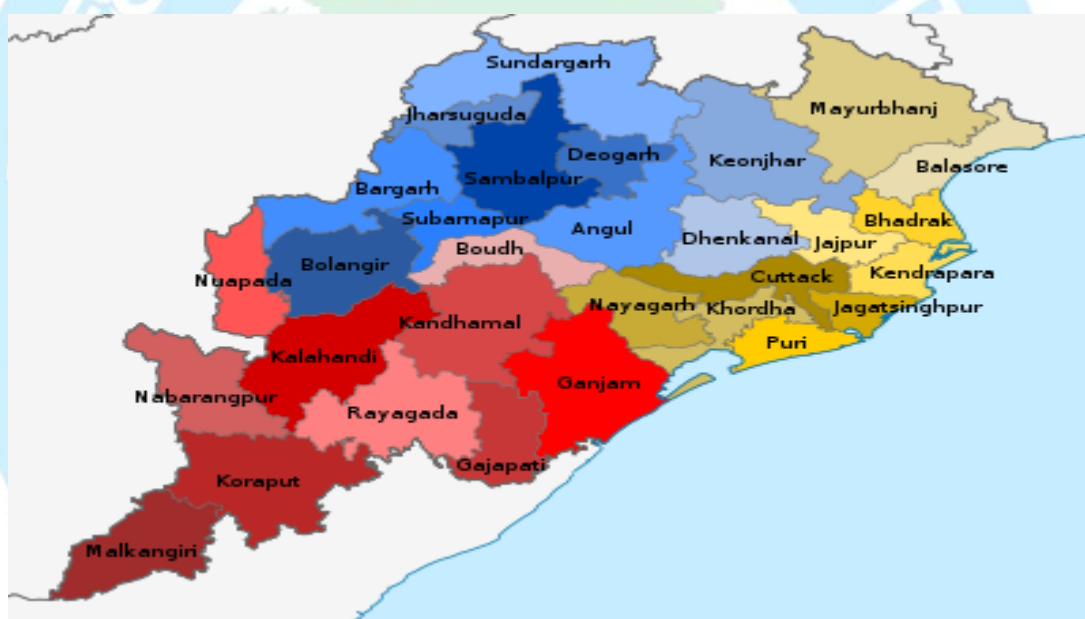 Sundargarh
Mayurbhanj
Jharsuguda
Deogarh
Keonjhar
Balasore
Sambalpur
Bargarh
Subarnapur
Bhadrak
Angul
Dhenkanal
Jajpur
Boudh
Bolangir
Kendrapara
Cuttack
Nuapada
Nayagarh
Khordha
Jagatsinghpur
Kandhamal
Puri
Kalahandi
Ganjam
Nabarangpur
Rayagada
Gajapati
Koraput
Malkangiri